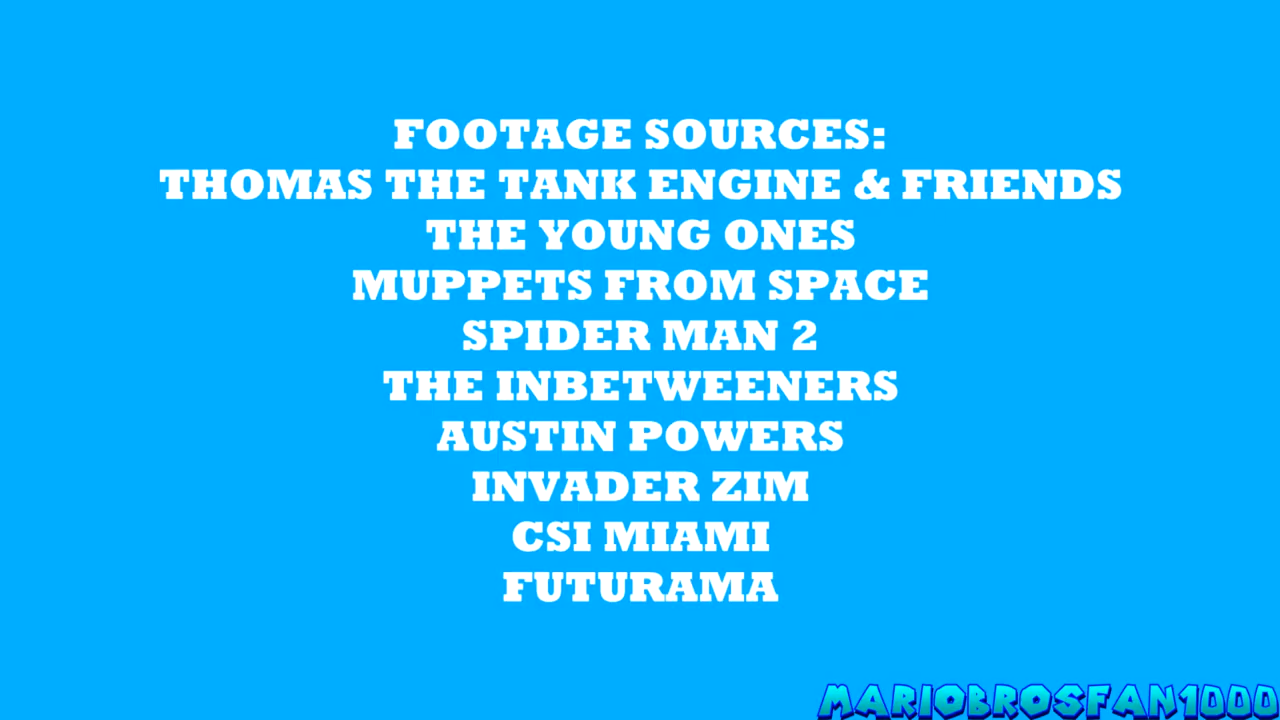 FOOTAGE SOURCES:
THOMAS THE TANK ENGINE & FRIENDS
THE YOUNG ONES
MUPPETS FROM SPACE
SPIDER MAN 2
THE INBETWEENERS
AUSTIN POWERS
INVADER ZIM
CSI MIAMI
FUTURAMA
MARIOBROSFAN1000